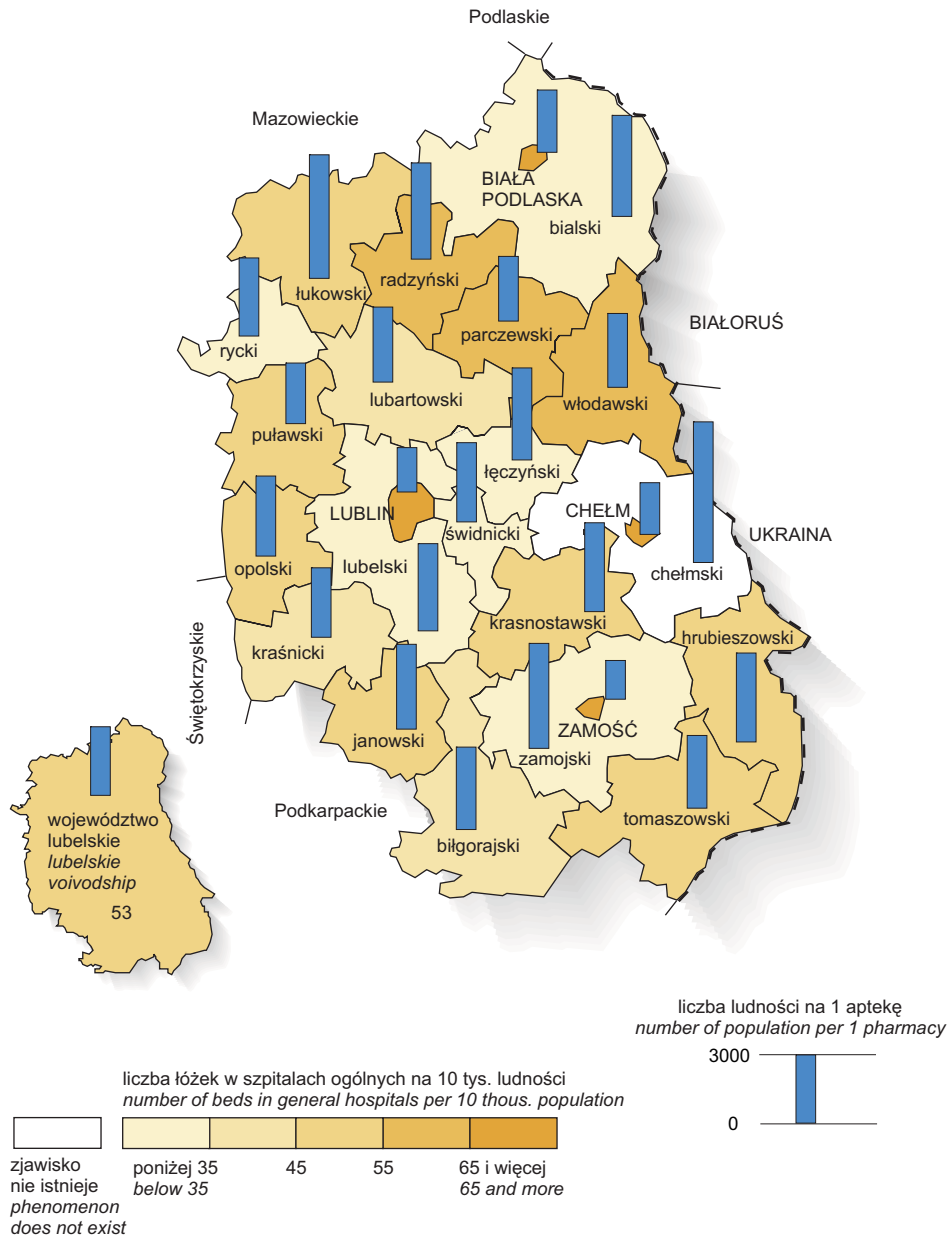 Podlaskie
Mazowieckie
BIAŁA
PODLASKA
bialski
radzyński
łukowski
BIAŁORUŚ
parczewski
rycki
lubartowski
włodawski
puławski
łęczyński
LUBLIN
CHEŁM
UKRAINA
świdnicki
opolski
lubelski
chełmski
krasnostawski
hrubieszowski
kraśnicki
Świętokrzyskie
ZAMOŚĆ
janowski
zamojski
Podkarpackie
tomaszowski
biłgorajski
województwo
lubelskie
lubelskie
voivodship
53
liczba ludności na 1 aptekę
number of population per 1 pharmacy
3000
0
liczba łóżek w szpitalach ogólnych na 10 tys. ludności
number of beds in general hospitals per 10 thous. population
poniżej 35 45 55 65 i więcej
below 35 65 and more
zjawisko
nie istnieje
phenomenon
does not exist